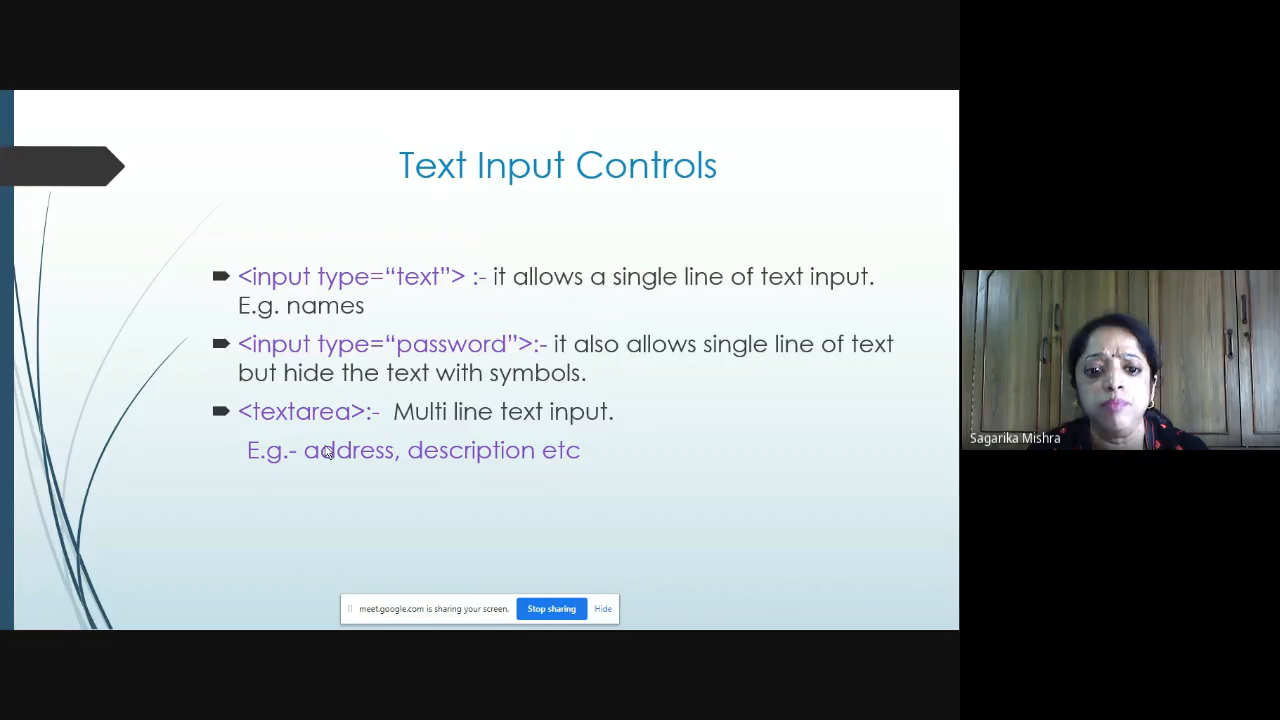 Text Input Controls
<input type=“text”> :- it allows a single line of text input.
E.g. names
<input type=“password”>:- it also allows single line of text
but hide the text with symbols.
<textarea>:-  Multi line text input.
E.g.- address, description etc
meet.google.com is sharing your screen.
Stop sharing
Hide
Sagarika Mishra